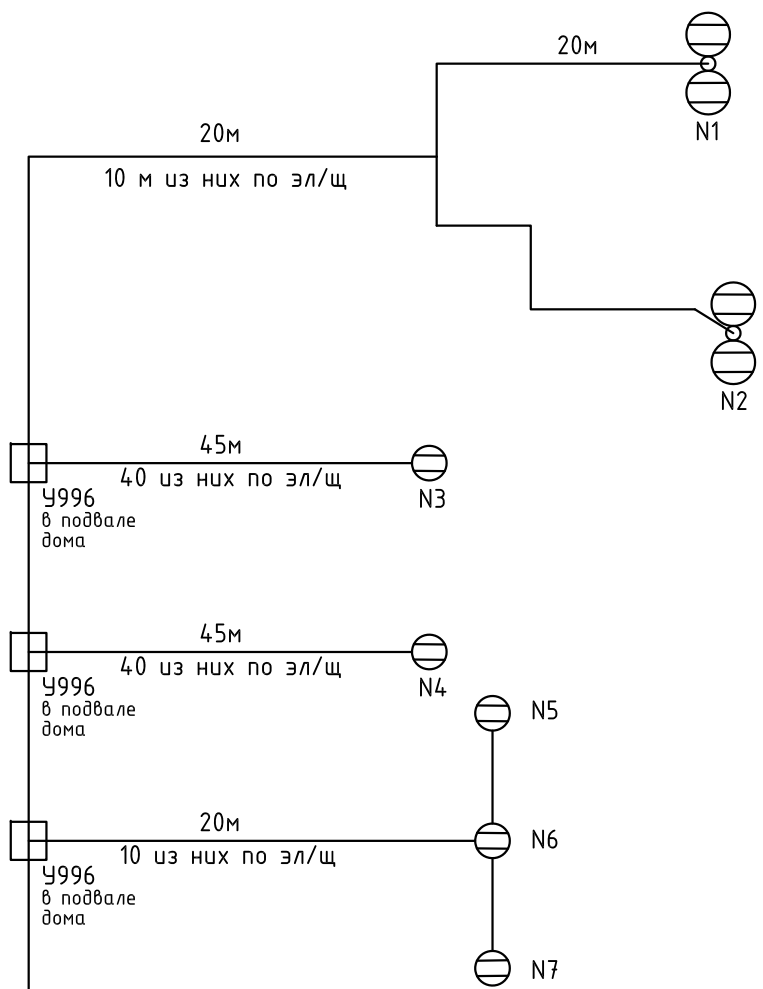 20м
N1
20м
10 м из них по эл/щ
N2
45м
40 из них по эл/щ
N3
У996
в подвале
дома
45м
40 из них по эл/щ
N4
У996
в подвале
дома
N5
20м
10 из них по эл/щ
N6
У996
в подвале
дома
N7